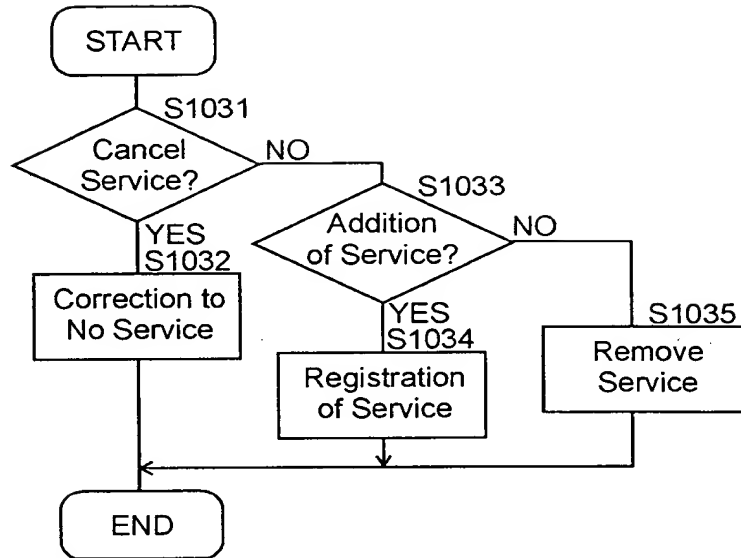 START
S1031
Cancel
Service?
NO
S1033
Addition
of Service?
NO
YES
S1032
Correction to
No Service
YES
S1034
Registration
of Service
S1035
Remove
Service
END